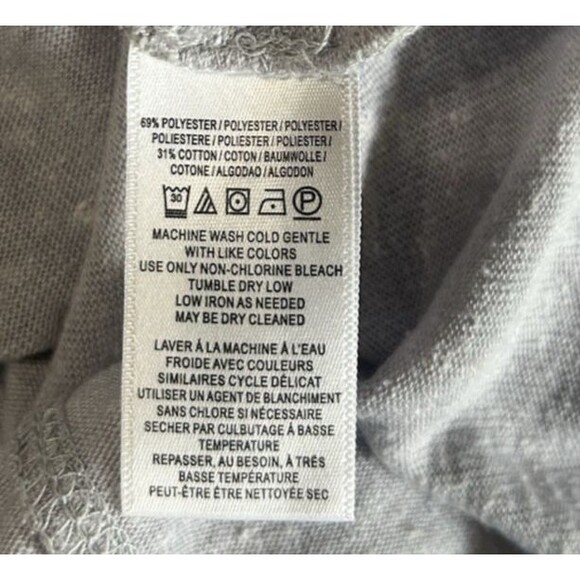 69% POLYESTER / POLYESTER / POLYESTER /
POLIESTERE / POLIESTER / POLIESTER /
31% COTTON / COTON / BAUMWOLLE /
COTONE / ALGODAO / ALGODON
30 P
MACHINE WASH COLD GENTLE
WITH LIKE COLORS
USE ONLY NON-CHLORINE BLEACH
TUMBLE DRY LOW
LOW IRON AS NEEDED
MAY BE DRY CLEANED
LAVER Á LA MACHINE Á L'EAU
FROIDE AVEC COULEURS
SIMILAIRES CYCLE DÉLICAT
UTILISER UN AGENT DE BLANCHIMENT
SANS CHLORE SI NÉCESSAIRE
SECHER PAR CULBUTAGE Á BASSE
TEMPERATURE
REPASSER, AU BESOIN, Á TRÉS
BASSE TEMPÉRATURE
PEUT-ÊTRE ÊTRE NETTOYÉE SEC